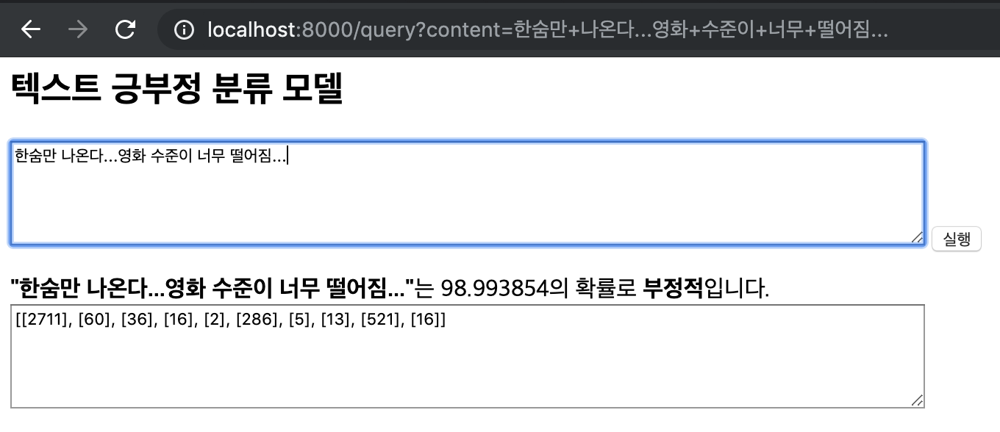 localhost:8000/query?content=한숨만+나온다...영화+수준이+너무+떨어짐...
텍스트 긍부정 분류 모델
한숨만 나온다...영화 수준이 너무 떨어짐...
실행
"한숨만 나온다...영화 수준이 너무 떨어짐..."는 98.993854의 확률로 부정적입니다.
[[2711], [60], [36], [16], [2], [286], [5], [13], [521], [16]]